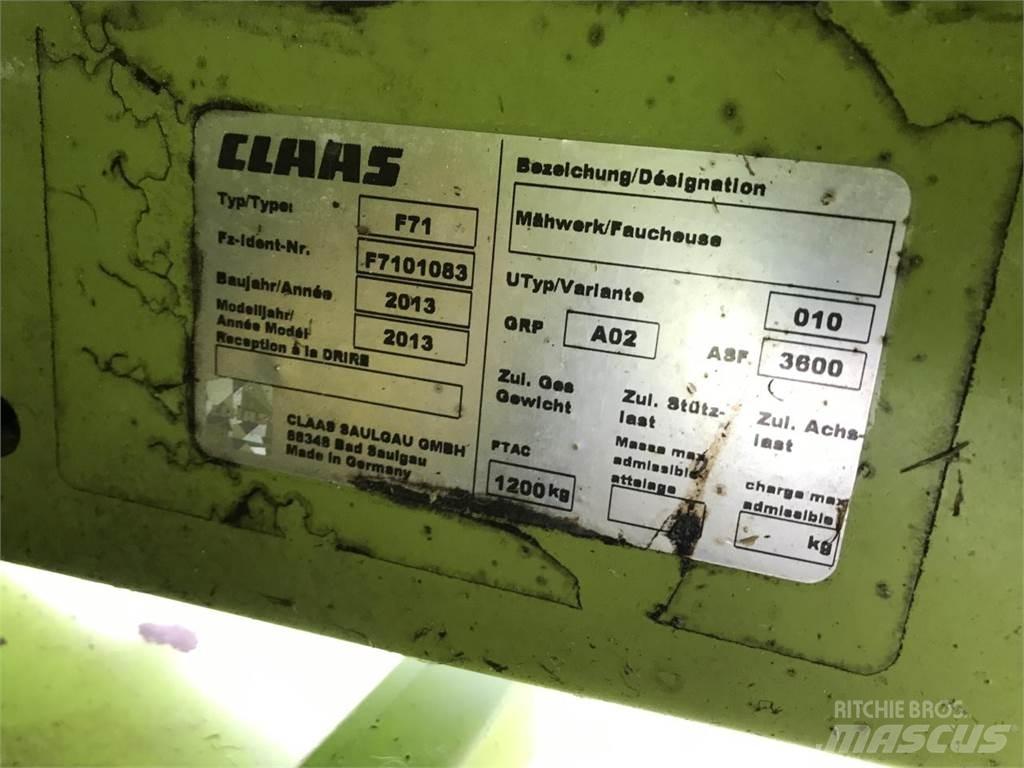 CLAAS
Typ/Type: F71
Fz-Ident-Nr. F7101083
Baujahr/Année 2013
Modelljahr/
Année Modèl 2013
Reception à la DRIRE
CLAAS SAULGAU GMBH
88348 Bad Saulgau
Made in Germany
Bezeichung/Désignation
Mähwerk/Faucheuse
UTyp/Variante 010
GRP A02 ASF. 3600
Zul. Ges
Gewicht
PTAC
1200 kg
Zul. Stütz-
last
Masse max
admissible
attelage
Zul. Achs-
last
charge max
admissible
kg
RITCHIE BROS.
MASCUS